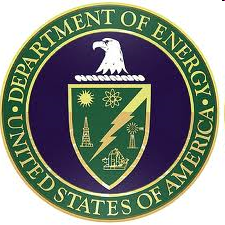 DEPARTMENT OF ENERGY
UNITED STATES OF AMERICA